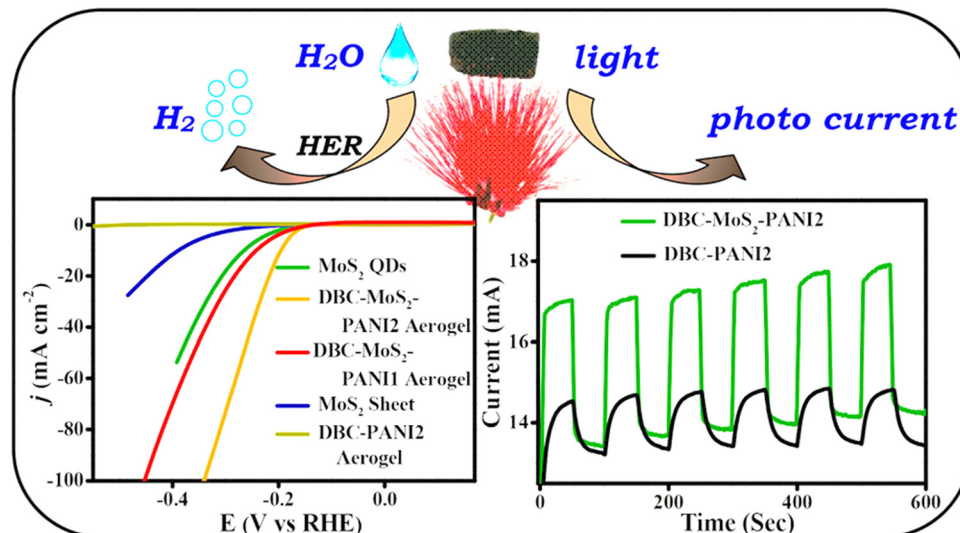 H₂O
light
H₂
HER
photo current
0
-20
-40
-60
-80
-100
j (mA cm⁻²)
MoS₂ QDs
DBC-MoS₂-
PANI2 Aerogel
DBC-MoS₂-
PANI1 Aerogel
MoS₂ Sheet
DBC-PANI2
Aerogel
-0.4 -0.2 0.0
E (V vs RHE)
DBC-MoS₂-PANI2
DBC-PANI2
18
16
14
Current (mA)
0 200 400 600
Time (Sec)